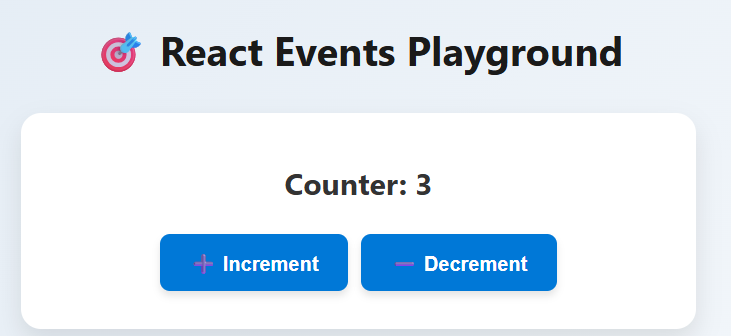 🎯 React Events Playground
Counter: 3
➕ Increment
➖ Decrement